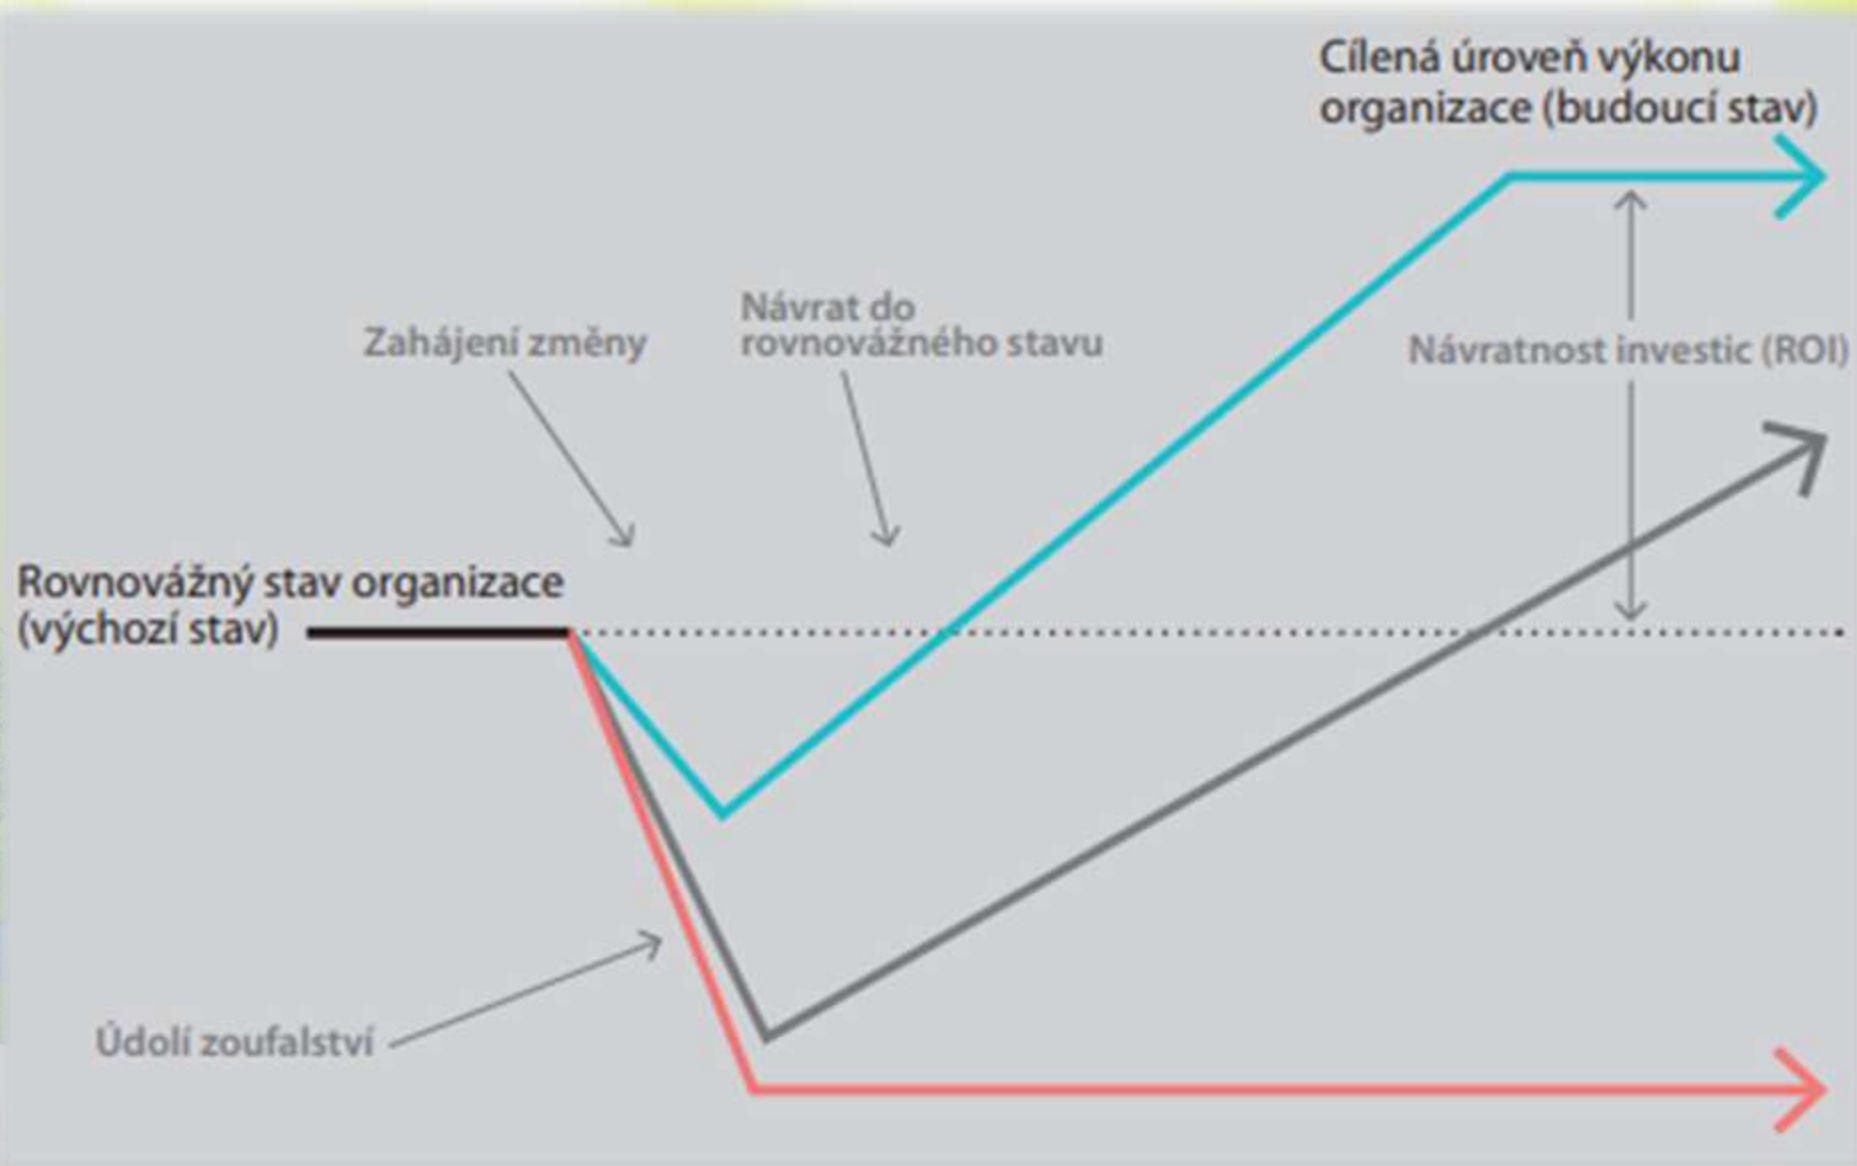 Cílená úroveň výkonu
organizace (budoucí stav)
Návrat do
rovnovážného stavu
Zahájení změny
Návratnost investic (ROI)
Rovnovážný stav organizace
(výchozí stav)
Údolí zoufalství